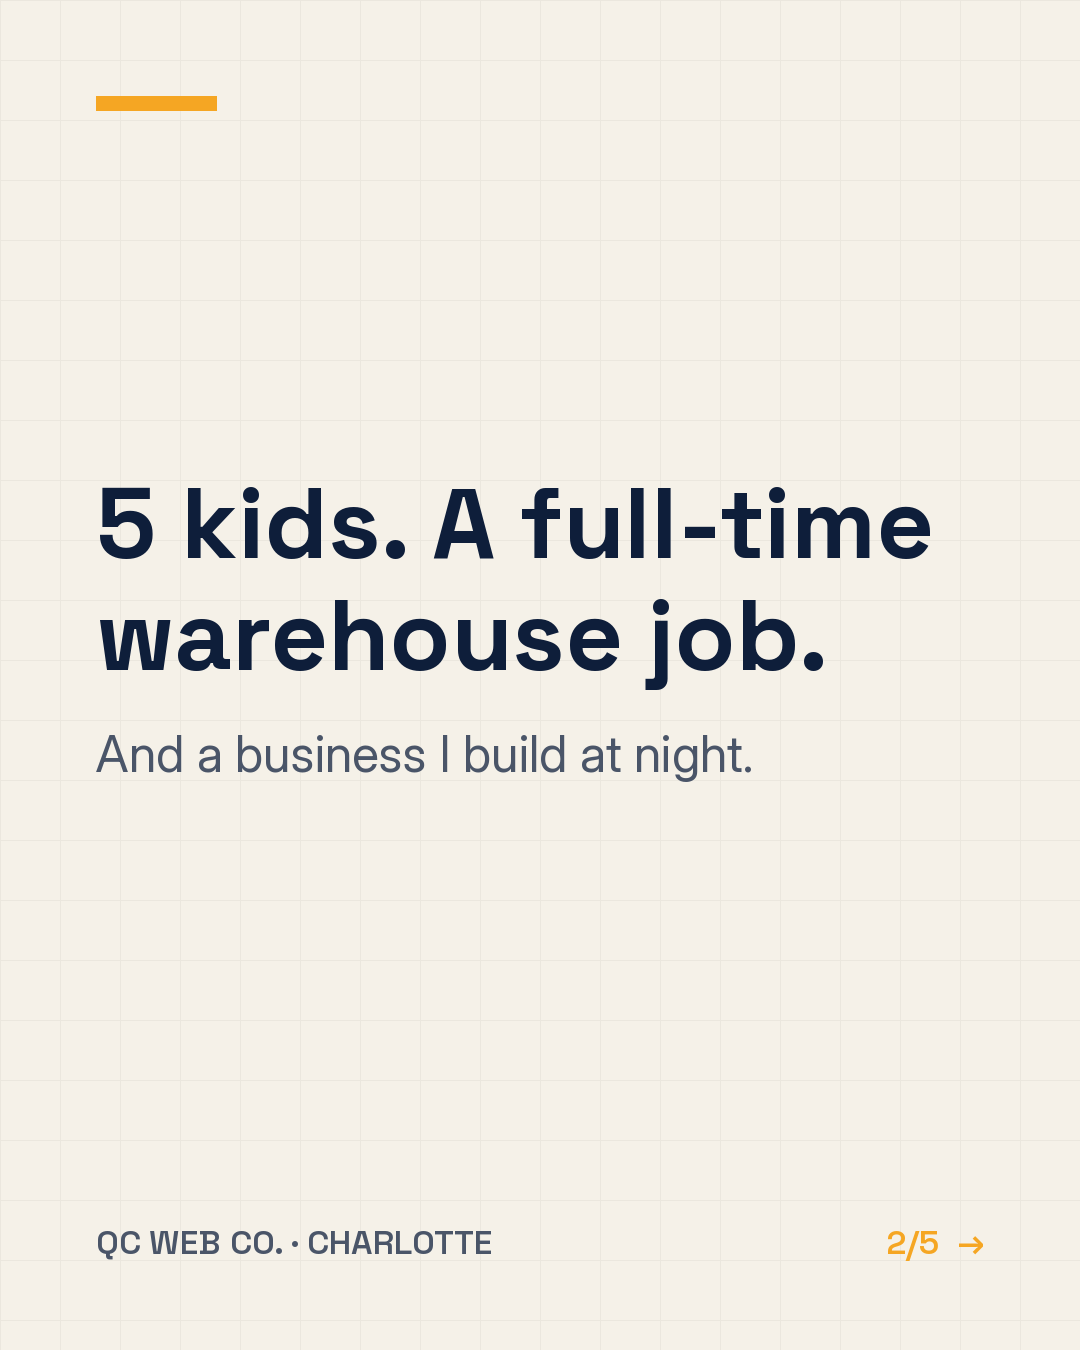 5 kids. A full-time
warehouse job.
And a business I build at night.
QC WEB CO. · CHARLOTTE
2/5 →